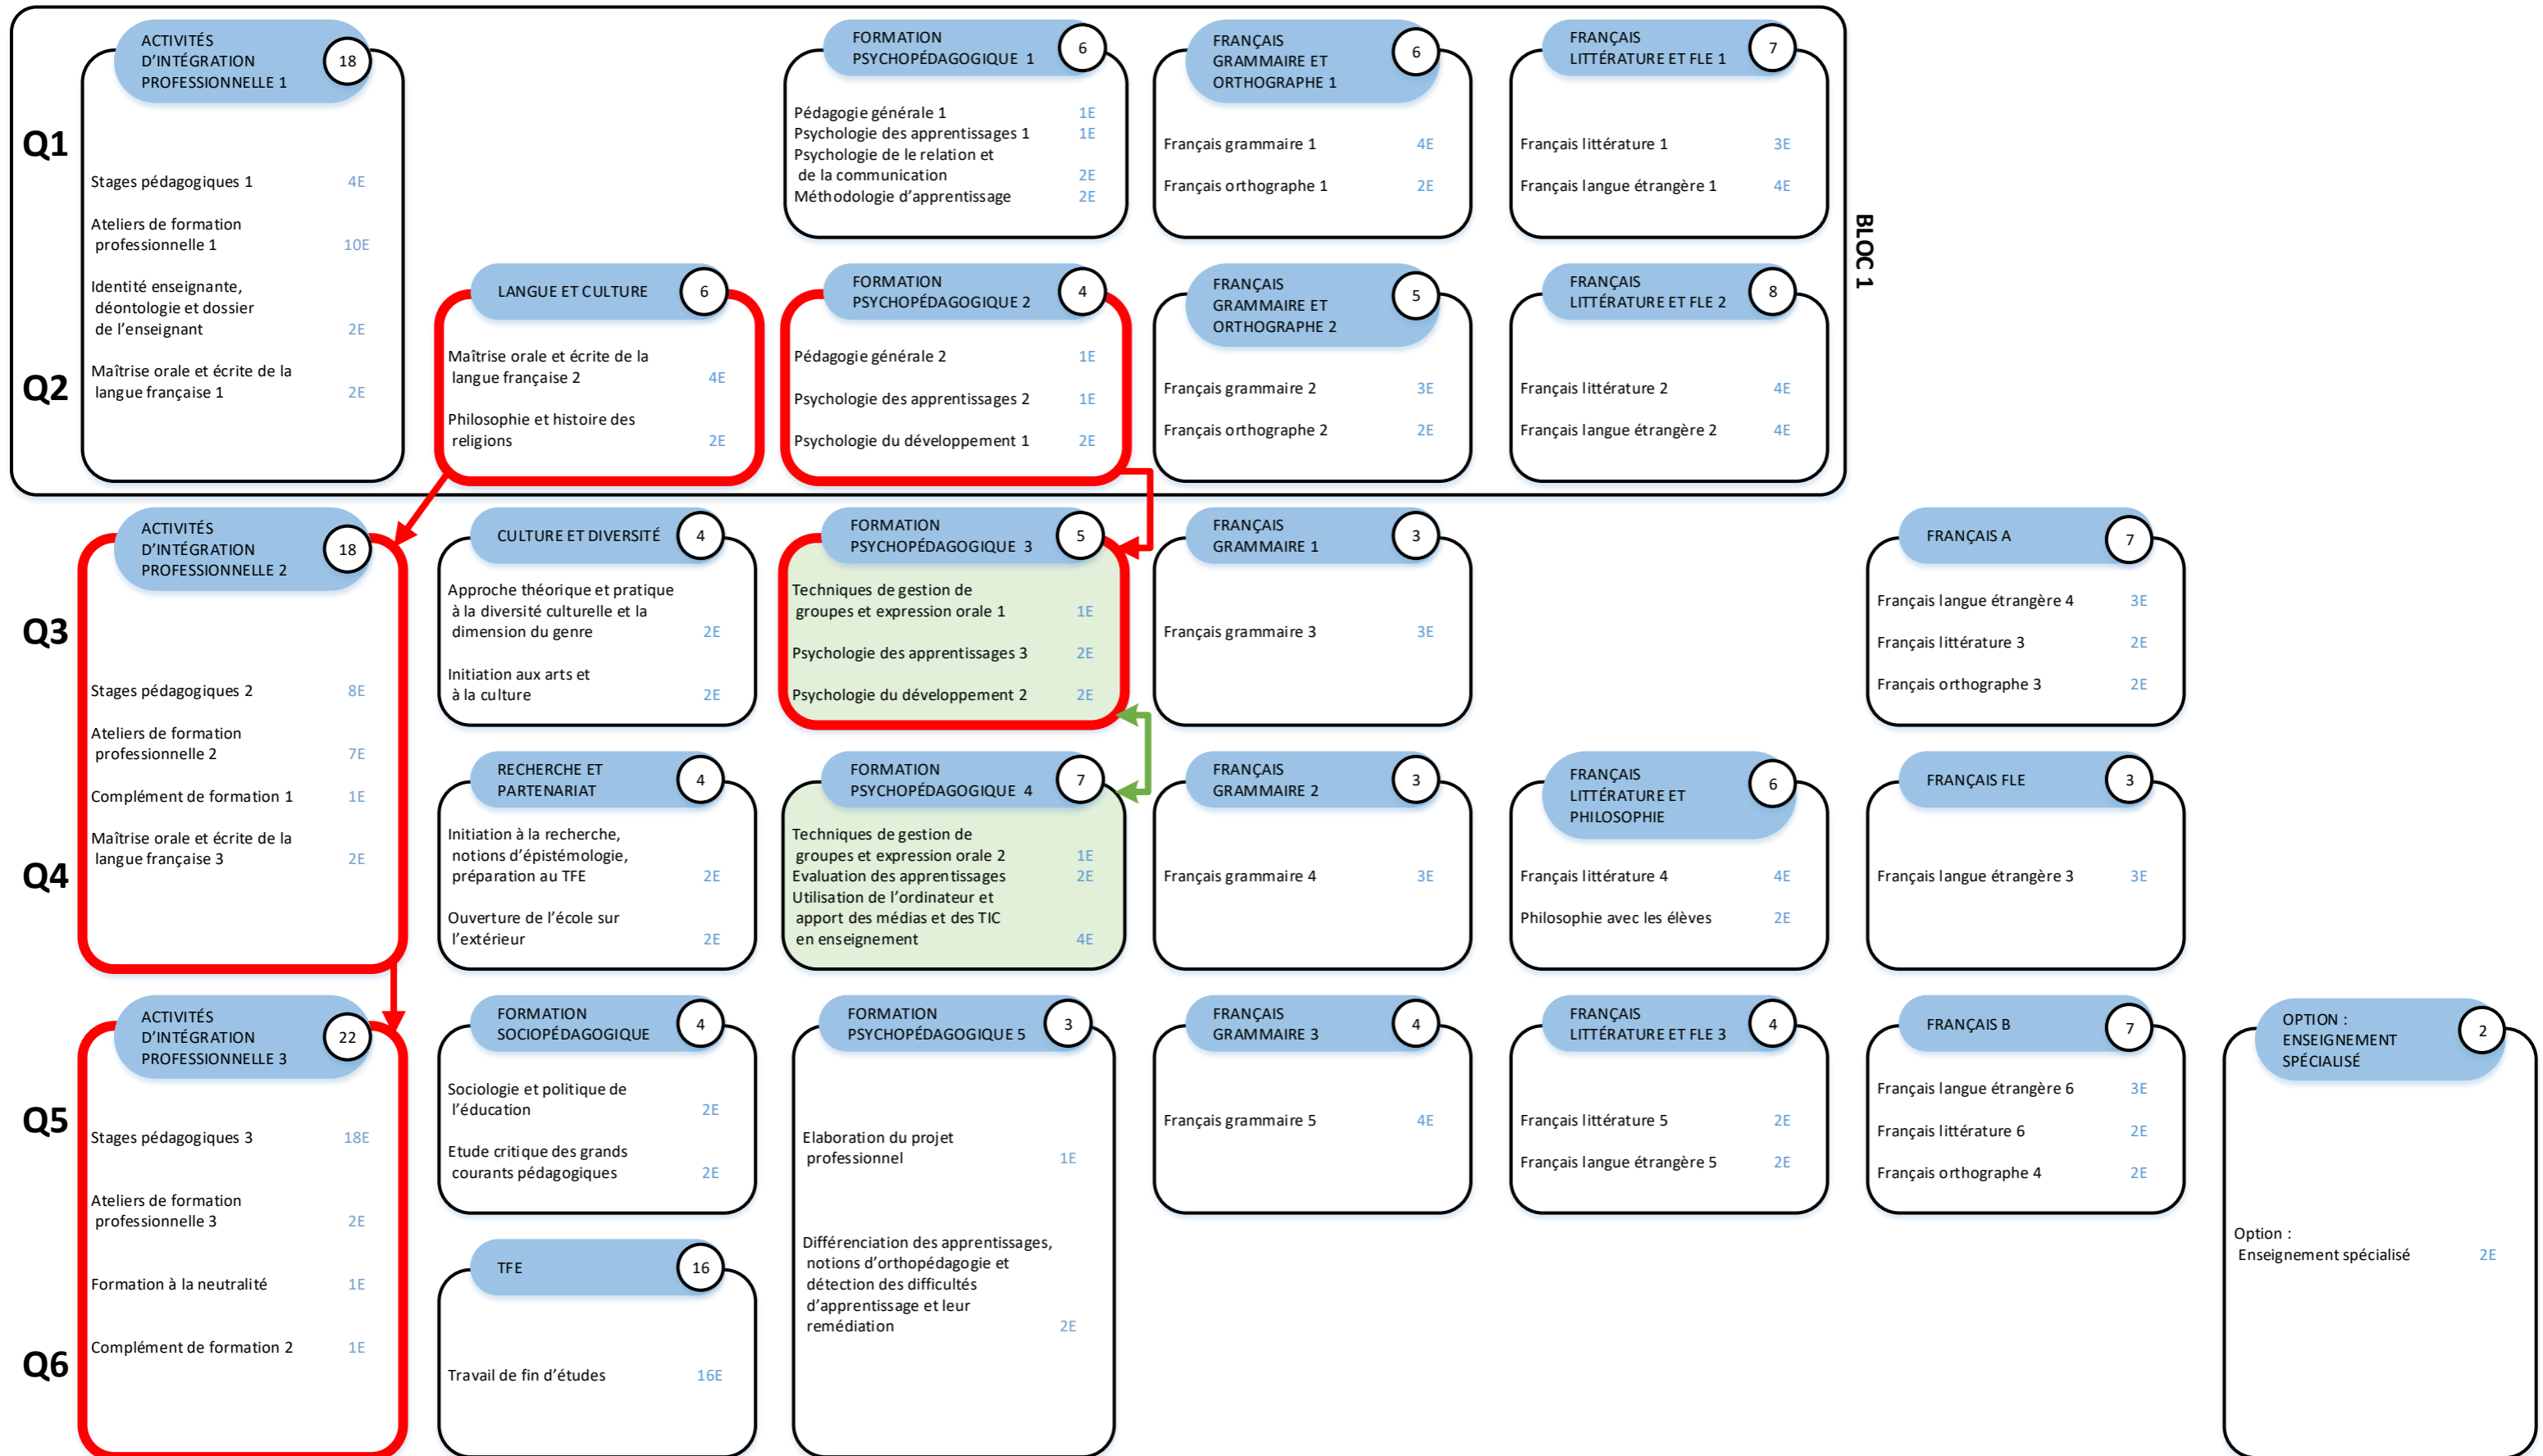 BLOC 1
Q1
ACTIVITÉS
D'INTÉGRATION
PROFESSIONNELLE 1
18
Stages pédagogiques 1 4E
Ateliers de formation
professionnelle 1 10E
Identité enseignante,
déontologie et dossier
de l'enseignant 2E
Maîtrise orale et écrite de la
langue française 1 2E
FORMATION
PSYCHOPÉDAGOGIQUE 1
6
Pédagogie générale 1 1E
Psychologie des apprentissages 1 1E
Psychologie de le relation et
de la communication 2E
Méthodologie d'apprentissage 2E
FRANÇAIS
GRAMMAIRE ET
ORTHOGRAPHE 1
6
Français grammaire 1 4E
Français orthographe 1 2E
FRANÇAIS
LITTÉRATURE ET FLE 1
7
Français littérature 1 3E
Français langue étrangère 1 4E
Q2
LANGUE ET CULTURE
6
Maîtrise orale et écrite de la
langue française 2 4E
Philosophie et histoire des
religions 2E
FORMATION
PSYCHOPÉDAGOGIQUE 2
4
Pédagogie générale 2 1E
Psychologie des apprentissages 2 1E
Psychologie du développement 1 2E
FRANÇAIS
GRAMMAIRE ET
ORTHOGRAPHE 2
5
Français grammaire 2 3E
Français orthographe 2 2E
FRANÇAIS
LITTÉRATURE ET FLE 2
8
Français littérature 2 4E
Français langue étrangère 2 4E
Q3
ACTIVITÉS
D'INTÉGRATION
PROFESSIONNELLE 2
18
Stages pédagogiques 2 8E
Ateliers de formation
professionnelle 2 7E
Complément de formation 1 1E
Maîtrise orale et écrite de la
langue française 3 2E
CULTURE ET DIVERSITÉ
4
Approche théorique et pratique
à la diversité culturelle et la
dimension du genre 2E
Initiation aux arts et
à la culture 2E
FORMATION
PSYCHOPÉDAGOGIQUE 3
5
Techniques de gestion de
groupes et expression orale 1 1E
Psychologie des apprentissages 3 2E
Psychologie du développement 2 2E
FRANÇAIS
GRAMMAIRE 1
3
Français grammaire 3 3E
FRANÇAIS A
7
Français langue étrangère 4 3E
Français littérature 3 2E
Français orthographe 3 2E
Q4
RECHERCHE ET
PARTENARIAT
4
Initiation à la recherche,
notions d'épistémologie,
préparation au TFE 2E
Ouverture de l'école sur
l'extérieur 2E
FORMATION
PSYCHOPÉDAGOGIQUE 4
7
Techniques de gestion de
groupes et expression orale 2 1E
Evaluation des apprentissages 2E
Utilisation de l'ordinateur et
apport des médias et des TIC
en enseignement 4E
FRANÇAIS
GRAMMAIRE 2
3
Français grammaire 4 3E
FRANÇAIS
LITTÉRATURE ET
PHILOSOPHIE
6
Français littérature 4 4E
Philosophie avec les élèves 2E
FRANÇAIS FLE
3
Français langue étrangère 3 3E
Q5
ACTIVITÉS
D'INTÉGRATION
PROFESSIONNELLE 3
22
Stages pédagogiques 3 18E
Ateliers de formation
professionnelle 3 2E
Formation à la neutralité 1E
Complément de formation 2 1E
FORMATION
SOCIOPÉDAGOGIQUE
4
Sociologie et politique de
l'éducation 2E
Etude critique des grands
courants pédagogiques 2E
FORMATION
PSYCHOPÉDAGOGIQUE 5
3
Elaboration du projet
professionnel 1E
Différenciation des apprentissages,
notions d'orthopédagogie et
détection des difficultés
d'apprentissage et leur
remédiation 2E
FRANÇAIS
GRAMMAIRE 3
4
Français grammaire 5 4E
FRANÇAIS
LITTÉRATURE ET FLE 3
4
Français littérature 5 2E
Français langue étrangère 5 2E
FRANÇAIS B
7
Français langue étrangère 6 3E
Français littérature 6 2E
Français orthographe 4 2E
OPTION :
ENSEIGNEMENT
SPÉCIALISÉ
2
Option :
Enseignement spécialisé 2E
Q6
TFE
16
Travail de fin d'études 16E